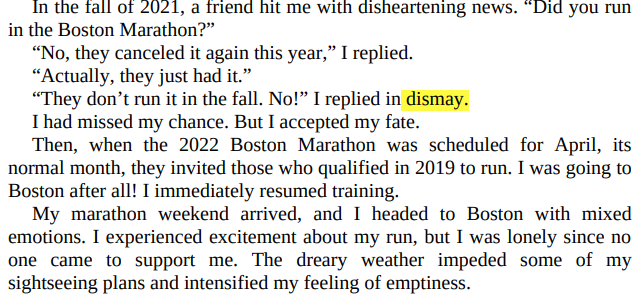 In the fall of 2021, a friend hit me with disheartening news. “Did you run
in the Boston Marathon?”
“No, they canceled it again this year,” I replied.
“Actually, they just had it.”
“They don’t run it in the fall. No!” I replied in dismay.
I had missed my chance. But I accepted my fate.
Then, when the 2022 Boston Marathon was scheduled for April, its
normal month, they invited those who qualified in 2019 to run. I was going to
Boston after all! I immediately resumed training.
My marathon weekend arrived, and I headed to Boston with mixed
emotions. I experienced excitement about my run, but I was lonely since no
one came to support me. The dreary weather impeded some of my
sightseeing plans and intensified my feeling of emptiness.